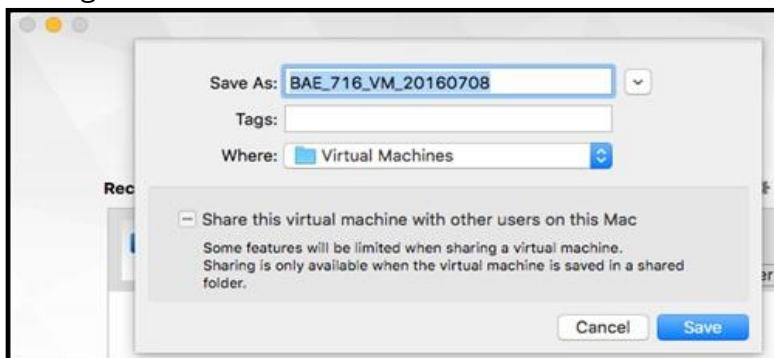 Save As: BAE_716_VM_20160708
Tags:
Where: Virtual Machines
Rec
Share this virtual machine with other users on this Mac
Some features will be limited when sharing a virtual machine.
Sharing is only available when the virtual machine is saved in a shared
folder.
er
Cancel Save